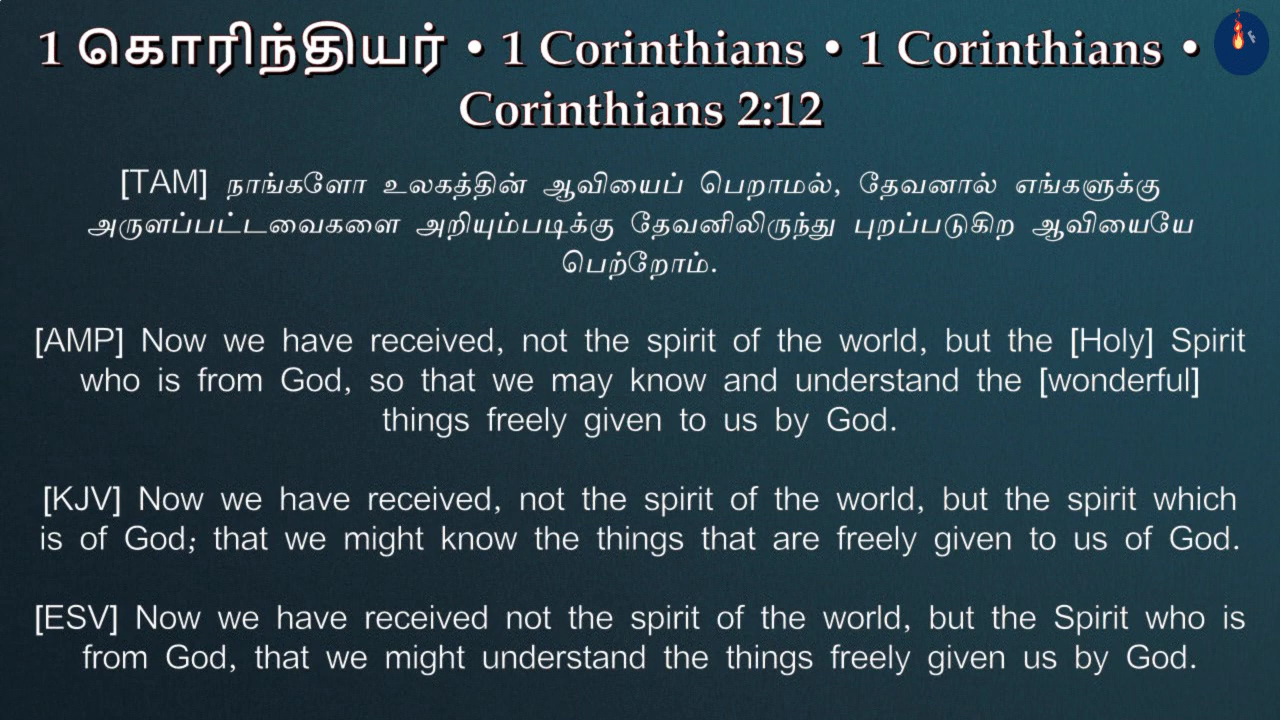 1 கொரிந்தியர் • 1 Corinthians • 1 Corinthians •
Corinthians 2:12
[TAM] நாங்களோ உலகத்தின் ஆவியைப் பெறாமல், தேவனால் எங்களுக்கு
அருளப்பட்டவைகளை அறியும்படிக்கு தேவனிலிருந்து புறப்படுகிற ஆவியையே
பெற்றோம்.
[AMP] Now we have received, not the spirit of the world, but the [Holy] Spirit
who is from God, so that we may know and understand the [wonderful]
things freely given to us by God.
[KJV] Now we have received, not the spirit of the world, but the spirit which
is of God; that we might know the things that are freely given to us of God.
[ESV] Now we have received not the spirit of the world, but the Spirit who is
from God, that we might understand the things freely given us by God.